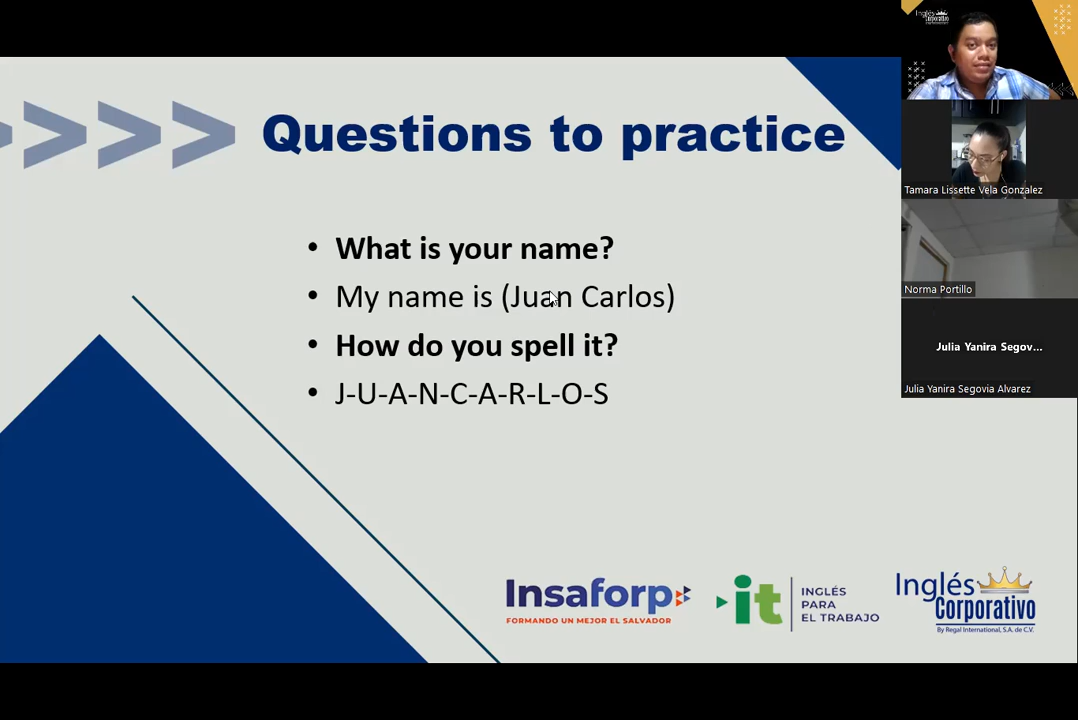 Questions to practice
• What is your name?
• My name is (Juan Carlos)
• How do you spell it?
• J-U-A-N-C-A-R-L-O-S
Insaforp
FORMANDO UN MEJOR EL SALVADOR
it
INGLÉS
PARA
EL TRABAJO
Inglés
Corporativo
By Regal International, S.A. de C.V.
Inglés
Corporativo
Tamara Lissette Vela Gonzalez
Norma Portillo
Julia Yanira Segov...
Julia Yanira Segovia Alvarez